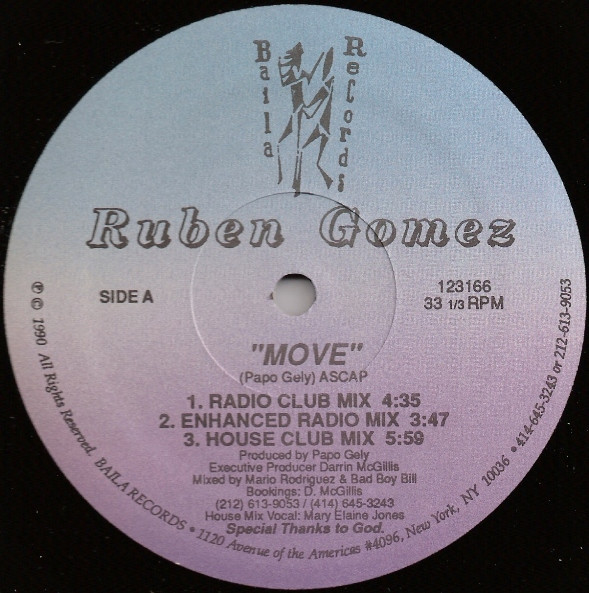 Baila Records
Ruben Gomez
SIDE A
123166
33 1/3 RPM
"MOVE"
(Papo Gely) ASCAP
1. RADIO CLUB MIX 4:35
2. ENHANCED RADIO MIX 3:47
3. HOUSE CLUB MIX 5:59
Produced by Papo Gely
Executive Producer Darrin McGillis
Mixed by Mario Rodriguez & Bad Boy Bill
Bookings: D. McGillis
(212) 613-9053 / (414) 645-3243
House Mix Vocal: Mary Elaine Jones
Special Thanks to God.
℗ © 1990 All Rights Reserved. BAILA RECORDS • 1120 Avenue of the Americas #4096, New York, NY 10036 • 414-645-3243 or 212-613-9053